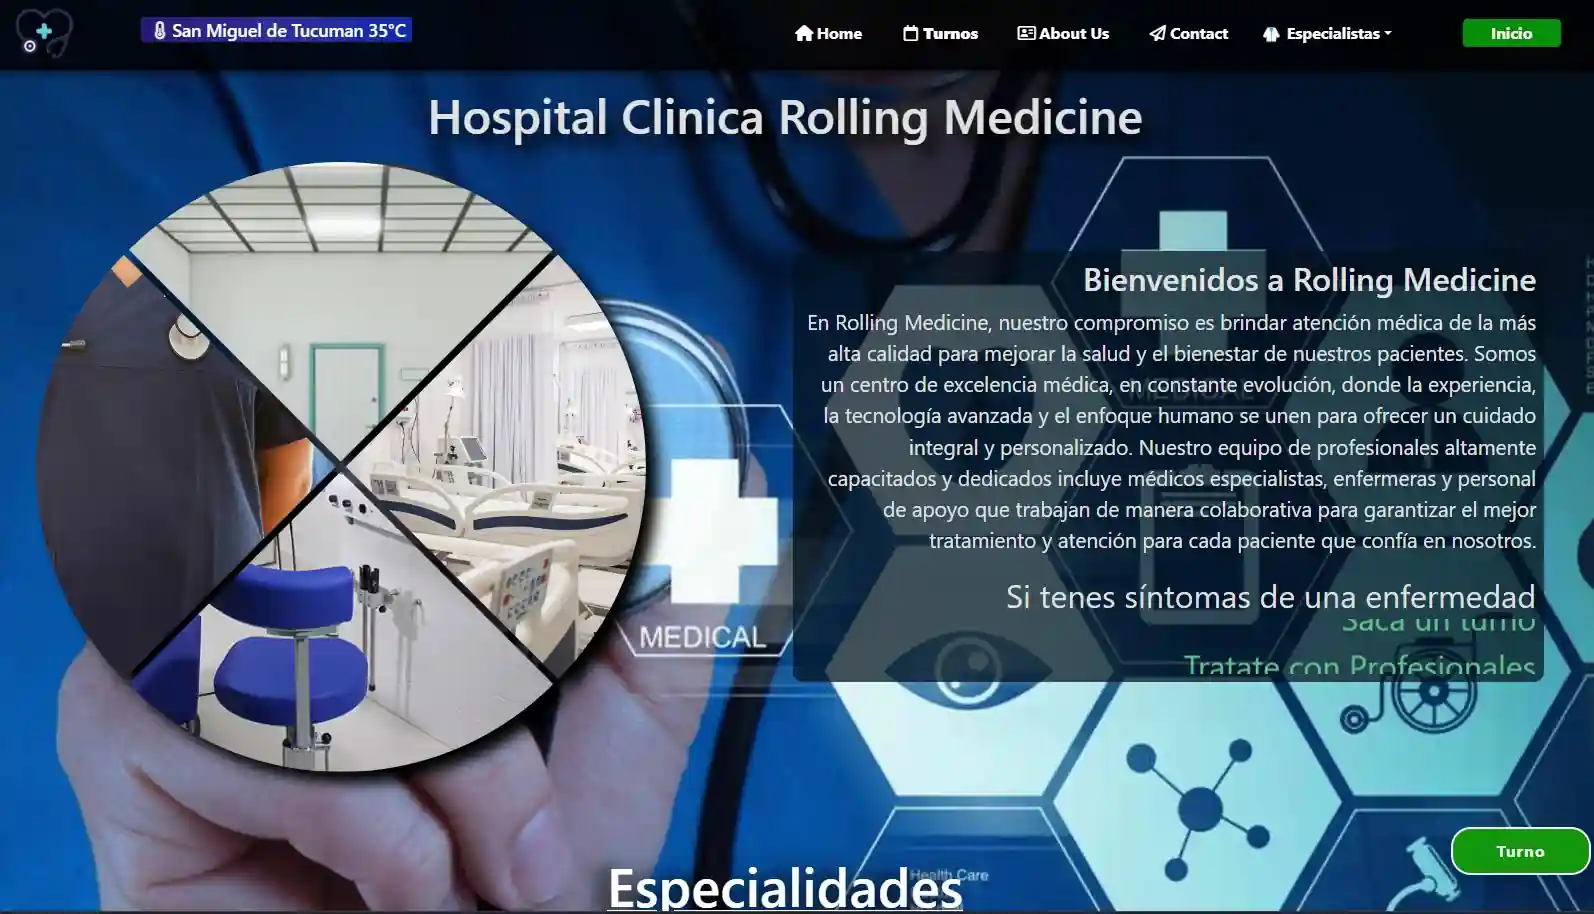 San Miguel de Tucuman 35°C
Home
Turnos
About Us
Contact
Especialistas
Inicio
Hospital Clinica Rolling Medicine
Bienvenidos a Rolling Medicine
En Rolling Medicine, nuestro compromiso es brindar atención médica de la más
alta calidad para mejorar la salud y el bienestar de nuestros pacientes. Somos
un centro de excelencia médica, en constante evolución, donde la experiencia,
la tecnología avanzada y el enfoque humano se unen para ofrecer un cuidado
integral y personalizado. Nuestro equipo de profesionales altamente
capacitados y dedicados incluye médicos especialistas, enfermeras y personal
de apoyo que trabajan de manera colaborativa para garantizar el mejor
tratamiento y atención para cada paciente que confía en nosotros.
Si tenes síntomas de una enfermedad
Saca un turno
Tratate con Profesionales
MEDICAL
MEDICAL
Turno
Health Care
Especialidades